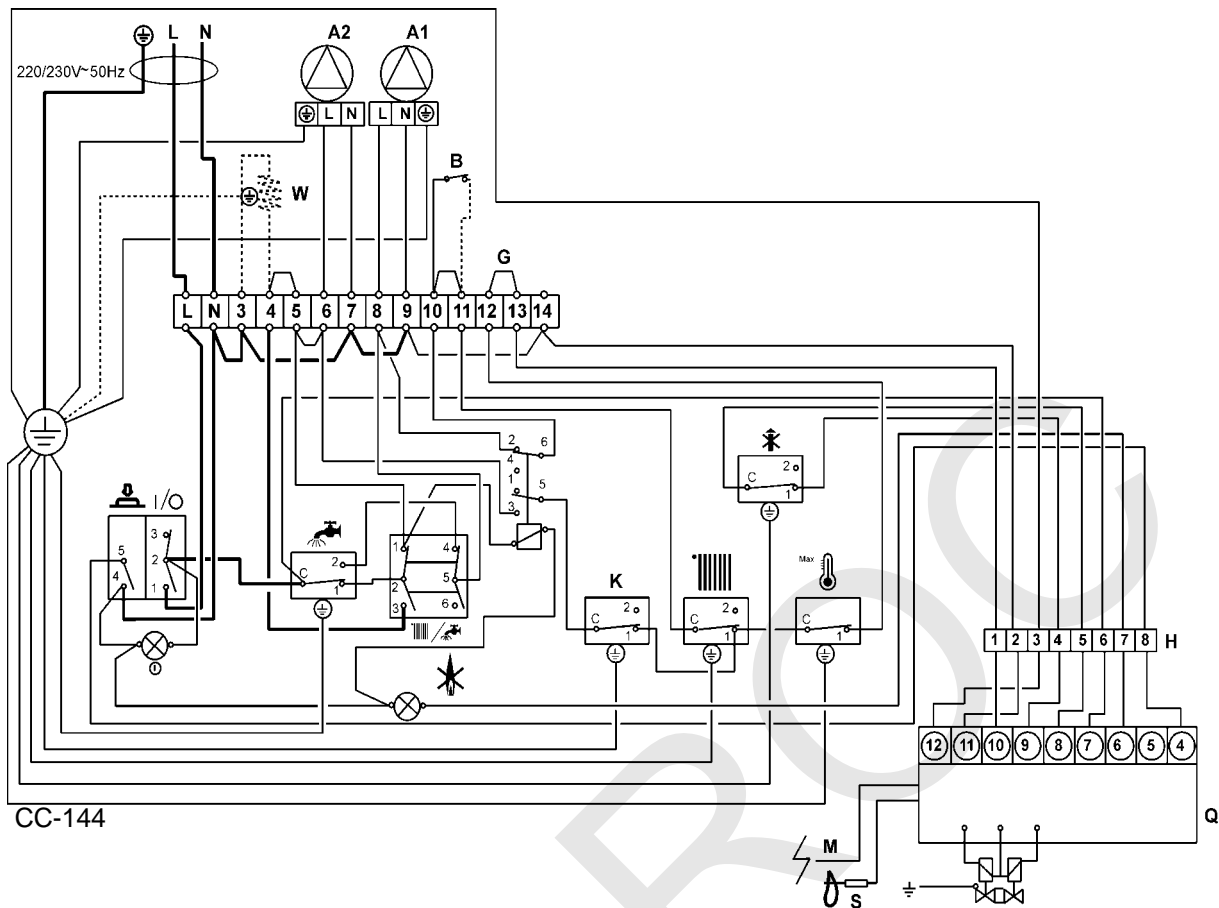 L N A2 A1
220/230V~50Hz
L N L N
W B
G
L N 3 4 5 6 7 8 9 10 11 12 13 14
2 6
4
1 5
3
2
C 1
I/O
3
5 2
4 1
2
C 1
1 4
2 5
3 6
K
2
C 1
2
C 1
Max
C 1
1 2 3 4 5 6 7 8 H
12 11 10 9 8 7 6 5 4
Q
CC-144
M
S
ROC